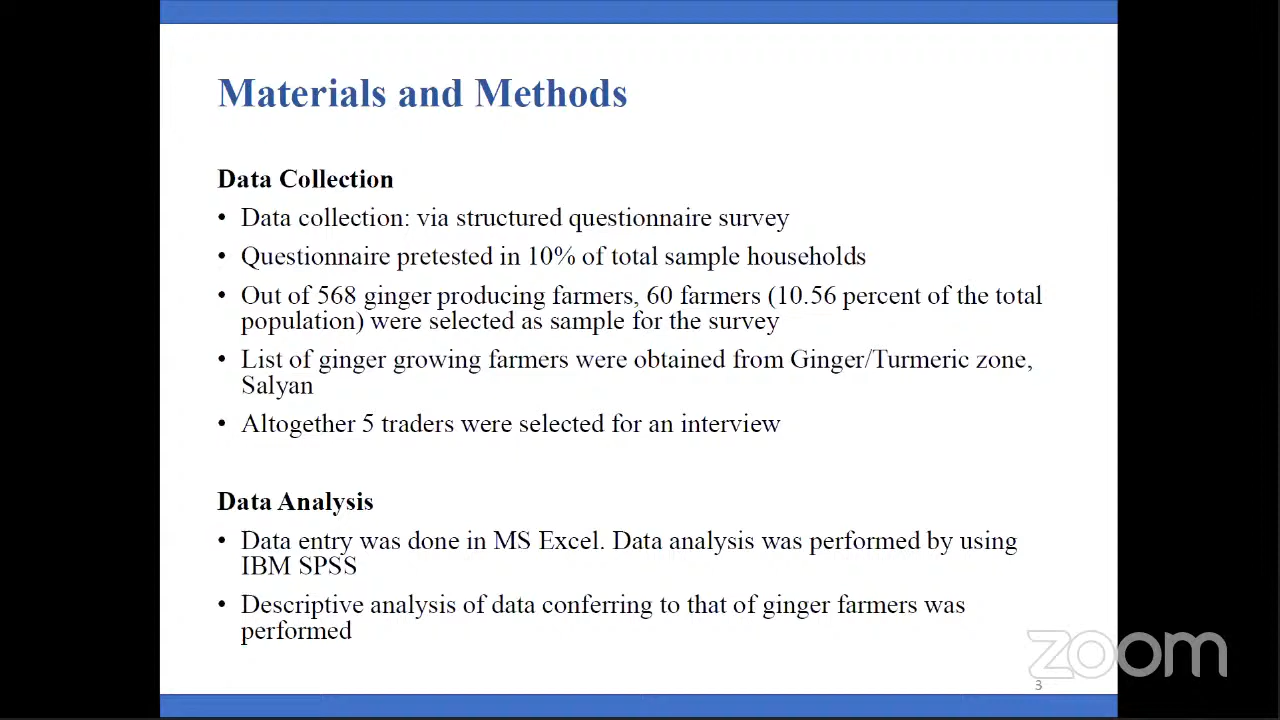 Materials and Methods
Data Collection
• Data collection: via structured questionnaire survey
• Questionnaire pretested in 10% of total sample households
• Out of 568 ginger producing farmers, 60 farmers (10.56 percent of the total
population) were selected as sample for the survey
• List of ginger growing farmers were obtained from Ginger/Turmeric zone,
Salyan
• Altogether 5 traders were selected for an interview
Data Analysis
• Data entry was done in MS Excel. Data analysis was performed by using
IBM SPSS
• Descriptive analysis of data conferring to that of ginger farmers was
performed
zoom
3